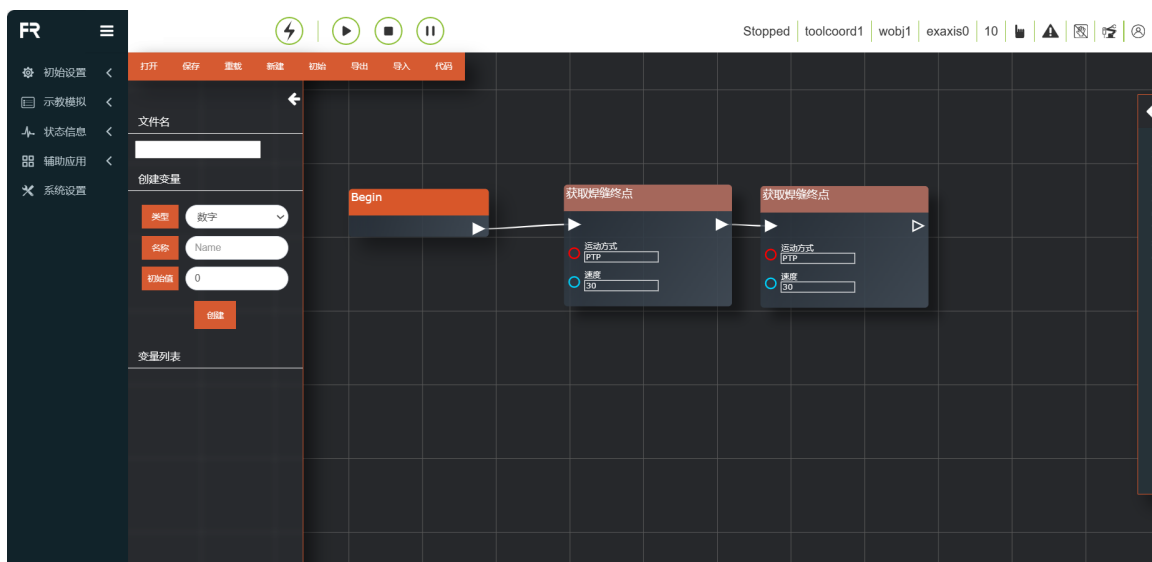 FR
Stopped toolcoord1 wobj1 exaxis0 10
初始设置
示教模拟
状态信息
辅助应用
系统设置
打开 保存 重载 新建 初始 导出 导入 代码
文件名
创建变量
类型 数字
名称 Name
初始值 0
创建
变量列表
Begin
获取焊缝终点
运动方式
PTP
速度
30
获取焊缝终点
运动方式
PTP
速度
30